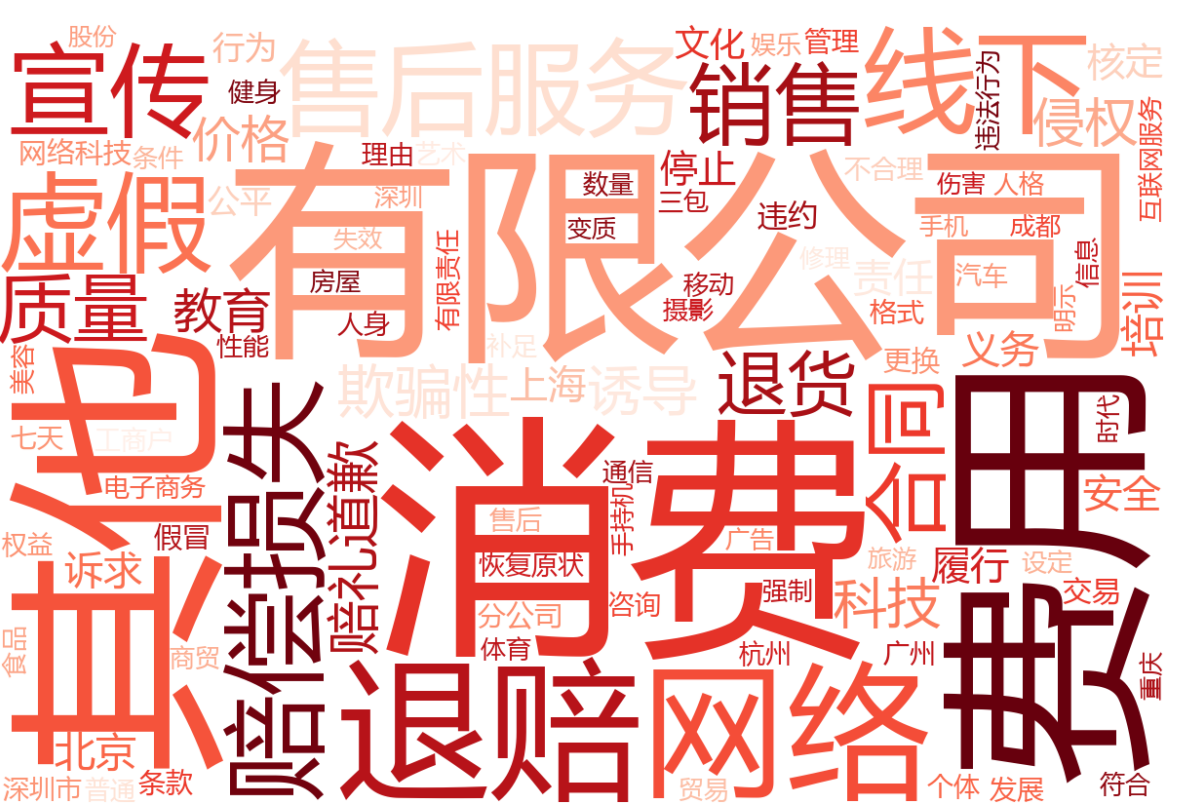 股份
行为
文化
娱乐
管理
宣传
售后服务
销售
线下
核定
健身
违法行为
侵权
价格
网络科技
条件
理由
艺术
停止
不合理
互联网服务
虚假
有限公司
公平
深圳
数量
伤害
人格
三包
违约
手机
成都
失效
变质
有限责任
修理
信息
质量
教育
房屋
移动
责任
汽车
人身
摄影
格式
明示
培训
性能
补足
义务
美容
其他
欺骗性
上海
诱导
退货
更换
合同
费用
时代
七天
工商户
赔偿损失
消费
电子商务
赔礼道歉
通信
安全
售后
手持机
假冒
广告
权益
诉求
恢复原状
旅游
履行
设定
强制
交易
分公司
咨询
科技
食品
商贸
体育
杭州
广州
重庆
退赔
网络
北京
深圳市
普通
条款
贸易
个体
发展
符合